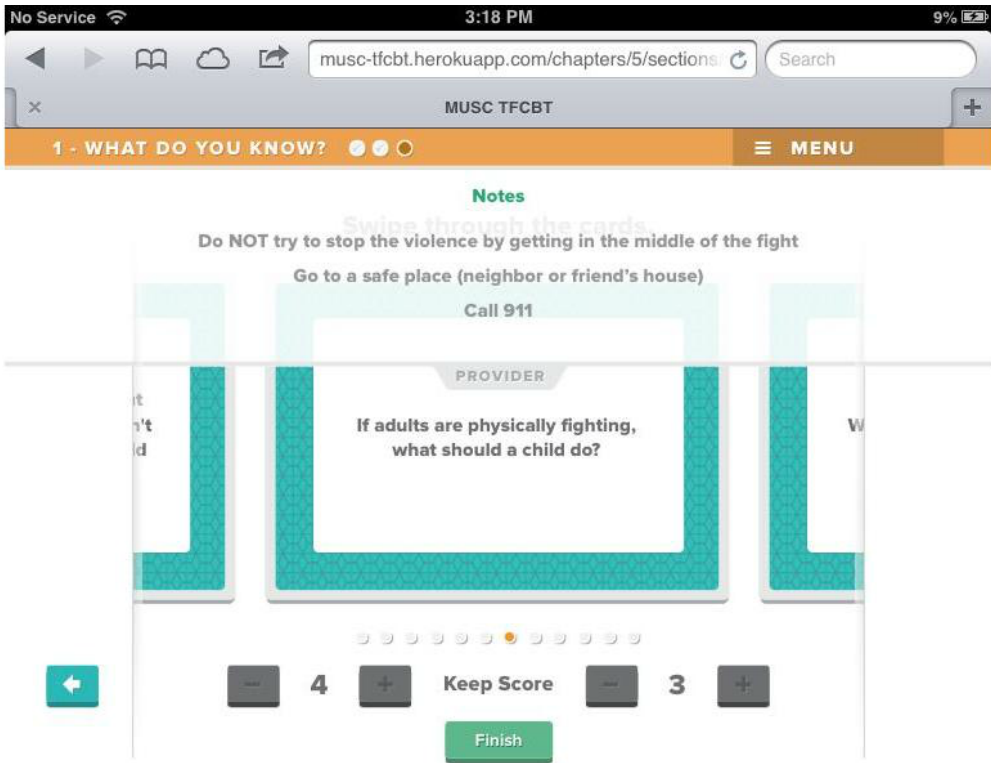 No Service 3:18 PM 9%
musc-tfcbt.herokuapp.com/chapters/5/sections Search
MUSC TFCBT
1 - WHAT DO YOU KNOW? MENU
Notes
Swipe through the cards.
Do NOT try to stop the violence by getting in the middle of the fight
Go to a safe place (neighbor or friend's house)
Call 911
PROVIDER
If adults are physically fighting,
what should a child do?
4 Keep Score 3
Finish